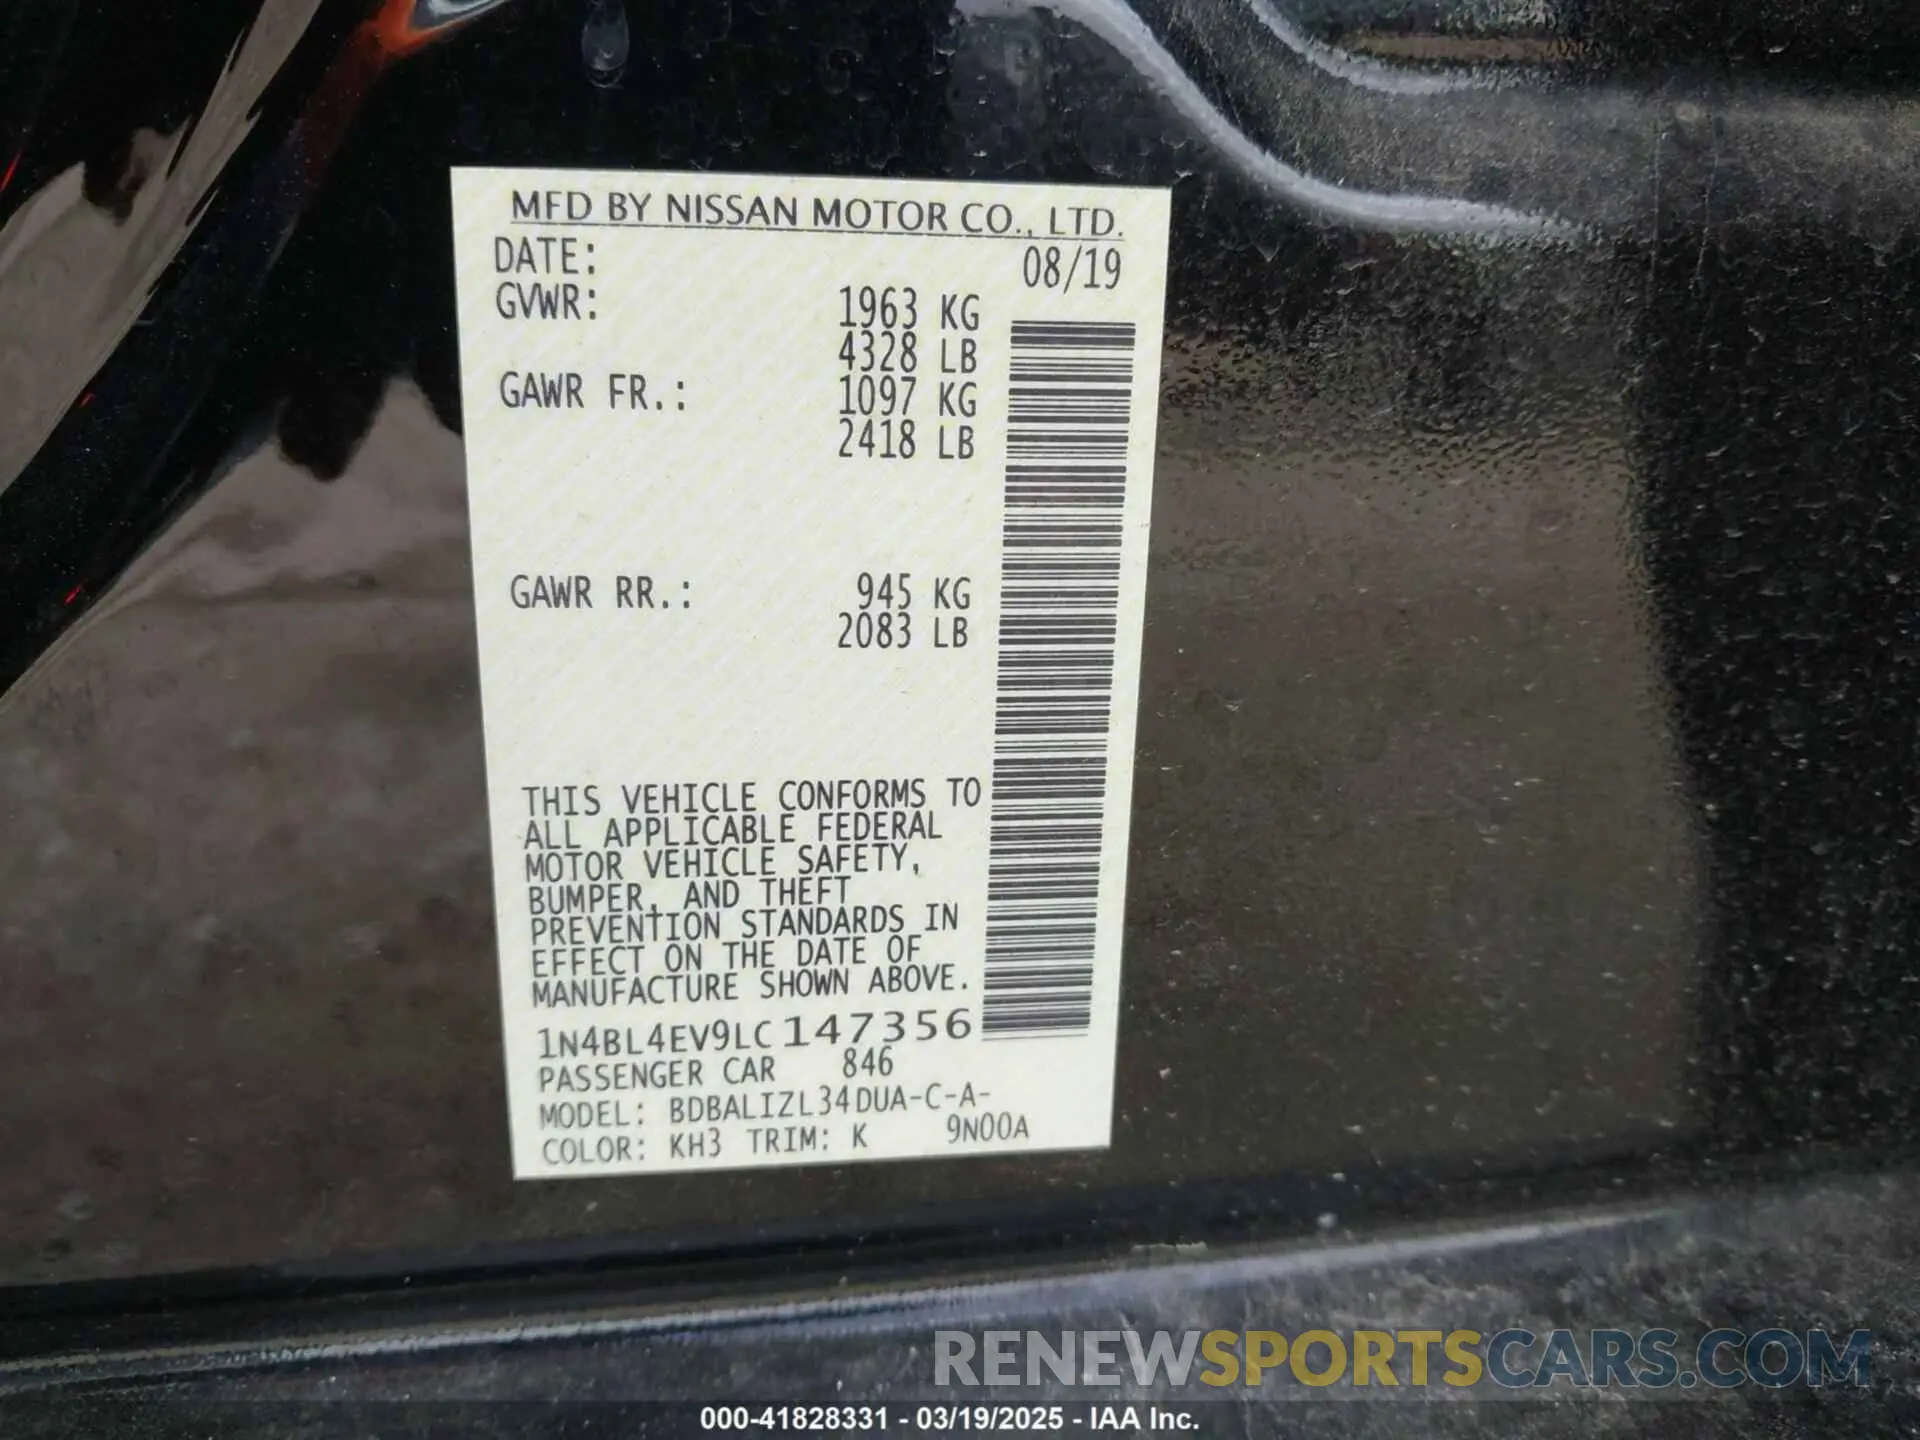 MFD BY NISSAN MOTOR CO., LTD.
DATE: 08/19
GVWR: 1963 KG
4328 LB
GAWR FR.: 1097 KG
2418 LB
GAWR RR.: 945 KG
2083 LB
THIS VEHICLE CONFORMS TO
ALL APPLICABLE FEDERAL
MOTOR VEHICLE SAFETY,
BUMPER, AND THEFT
PREVENTION STANDARDS IN
EFFECT ON THE DATE OF
MANUFACTURE SHOWN ABOVE.
1N4BL4EV9LC147356
PASSENGER CAR 846
MODEL: BDBALIZL34DUA-C-A-
COLOR: KH3 TRIM: K 9N00A
RENEWSPORTSCARS.COM
000-41828331 - 03/19/2025 - IAA Inc.